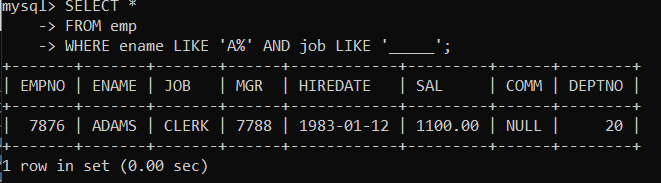 mysql> SELECT *
    -> FROM emp
    -> WHERE ename LIKE 'A%' AND job LIKE '_____';
+-------+-------+-------+------+------------+---------+------+--------+
| EMPNO | ENAME | JOB   | MGR  | HIREDATE   | SAL     | COMM | DEPTNO |
+-------+-------+-------+------+------------+---------+------+--------+
|  7876 | ADAMS | CLERK | 7788 | 1983-01-12 | 1100.00 | NULL |     20 |
+-------+-------+-------+------+------------+---------+------+--------+
1 row in set (0.00 sec)